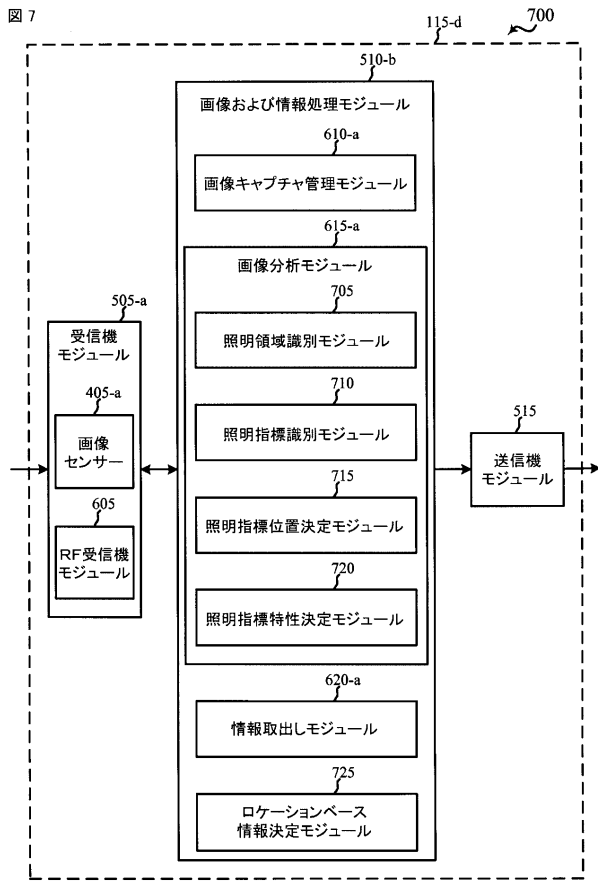 図 7
700
115-d
510-b
画像および情報処理モジュール
610-a
画像キャプチャ管理モジュール
615-a
画像分析モジュール
705
照明領域識別モジュール
710
照明指標識別モジュール
715
照明指標位置決定モジュール
720
照明指標特性決定モジュール
620-a
情報取出しモジュール
725
ロケーションベース
情報決定モジュール
505-a
受信機
モジュール
405-a
画像
センサー
605
RF受信機
モジュール
515
送信機
モジュール